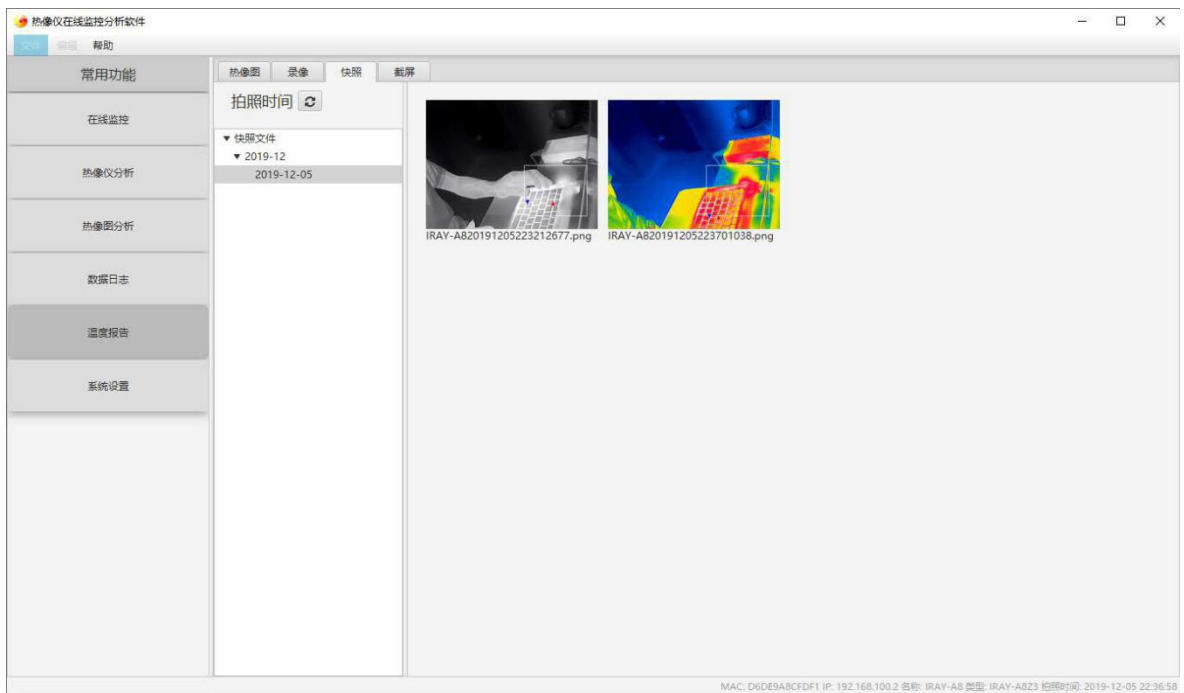 热像仪在线监控分析软件
文件 编辑 帮助
常用功能
在线监控
热像仪分析
热像图分析
数据日志
温度报告
系统设置
热像图 录像 快照 截屏
拍照时间
快照文件
2019-12
2019-12-05
IRAY-A820191205223212677.png IRAY-A820191205223701038.png
MAC: D6DE9A8CFDF1 IP: 192.168.100.2 名称: IRAY-A8 类型: IRAY-A8Z3 拍照时间: 2019-12-05 22:36:58